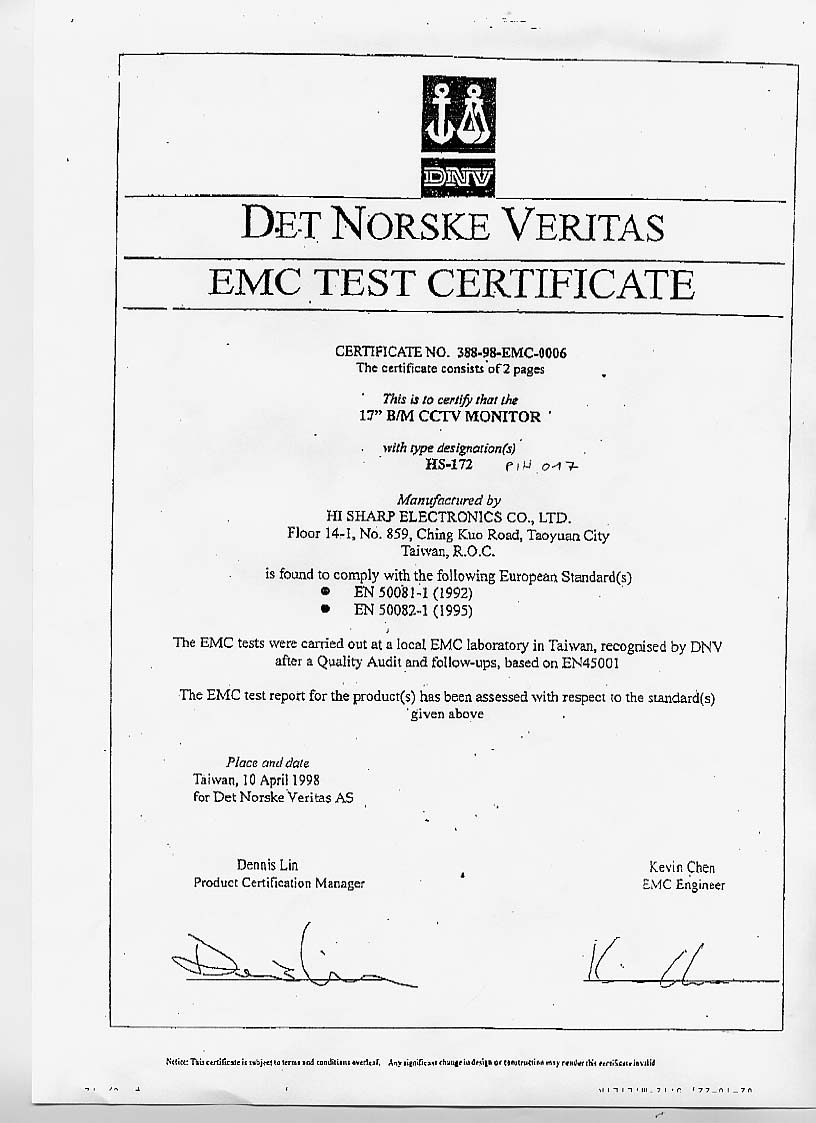 DNV
DET NORSKE VERITAS
EMC TEST CERTIFICATE
CERTIFICATE NO. 388-98-EMC-0006
The certificate consists of 2 pages
This is to certify that the
17" B/M CCTV MONITOR
with type designation(s)
HS-172 PIH 017
Manufactured by
HI SHARP ELECTRONICS CO., LTD.
Floor 14-1, No. 859, Ching Kuo Road, Taoyuan City
Taiwan, R.O.C.
is found to comply with the following European Standard(s)
• EN 50081-1 (1992)
• EN 50082-1 (1995)
The EMC tests were carried out at a local EMC laboratory in Taiwan, recognised by DNV
after a Quality Audit and follow-ups, based on EN45001
The EMC test report for the product(s) has been assessed with respect to the standard(s)
given above
Place and date
Taiwan, 10 April 1998
for Det Norske Veritas AS
Dennis Lin
Product Certification Manager
Kevin Chen
EMC Engineer
Notice: This certificate is subject to terms and conditions overleaf. Any significant change in design or construction may render this certificate invalid